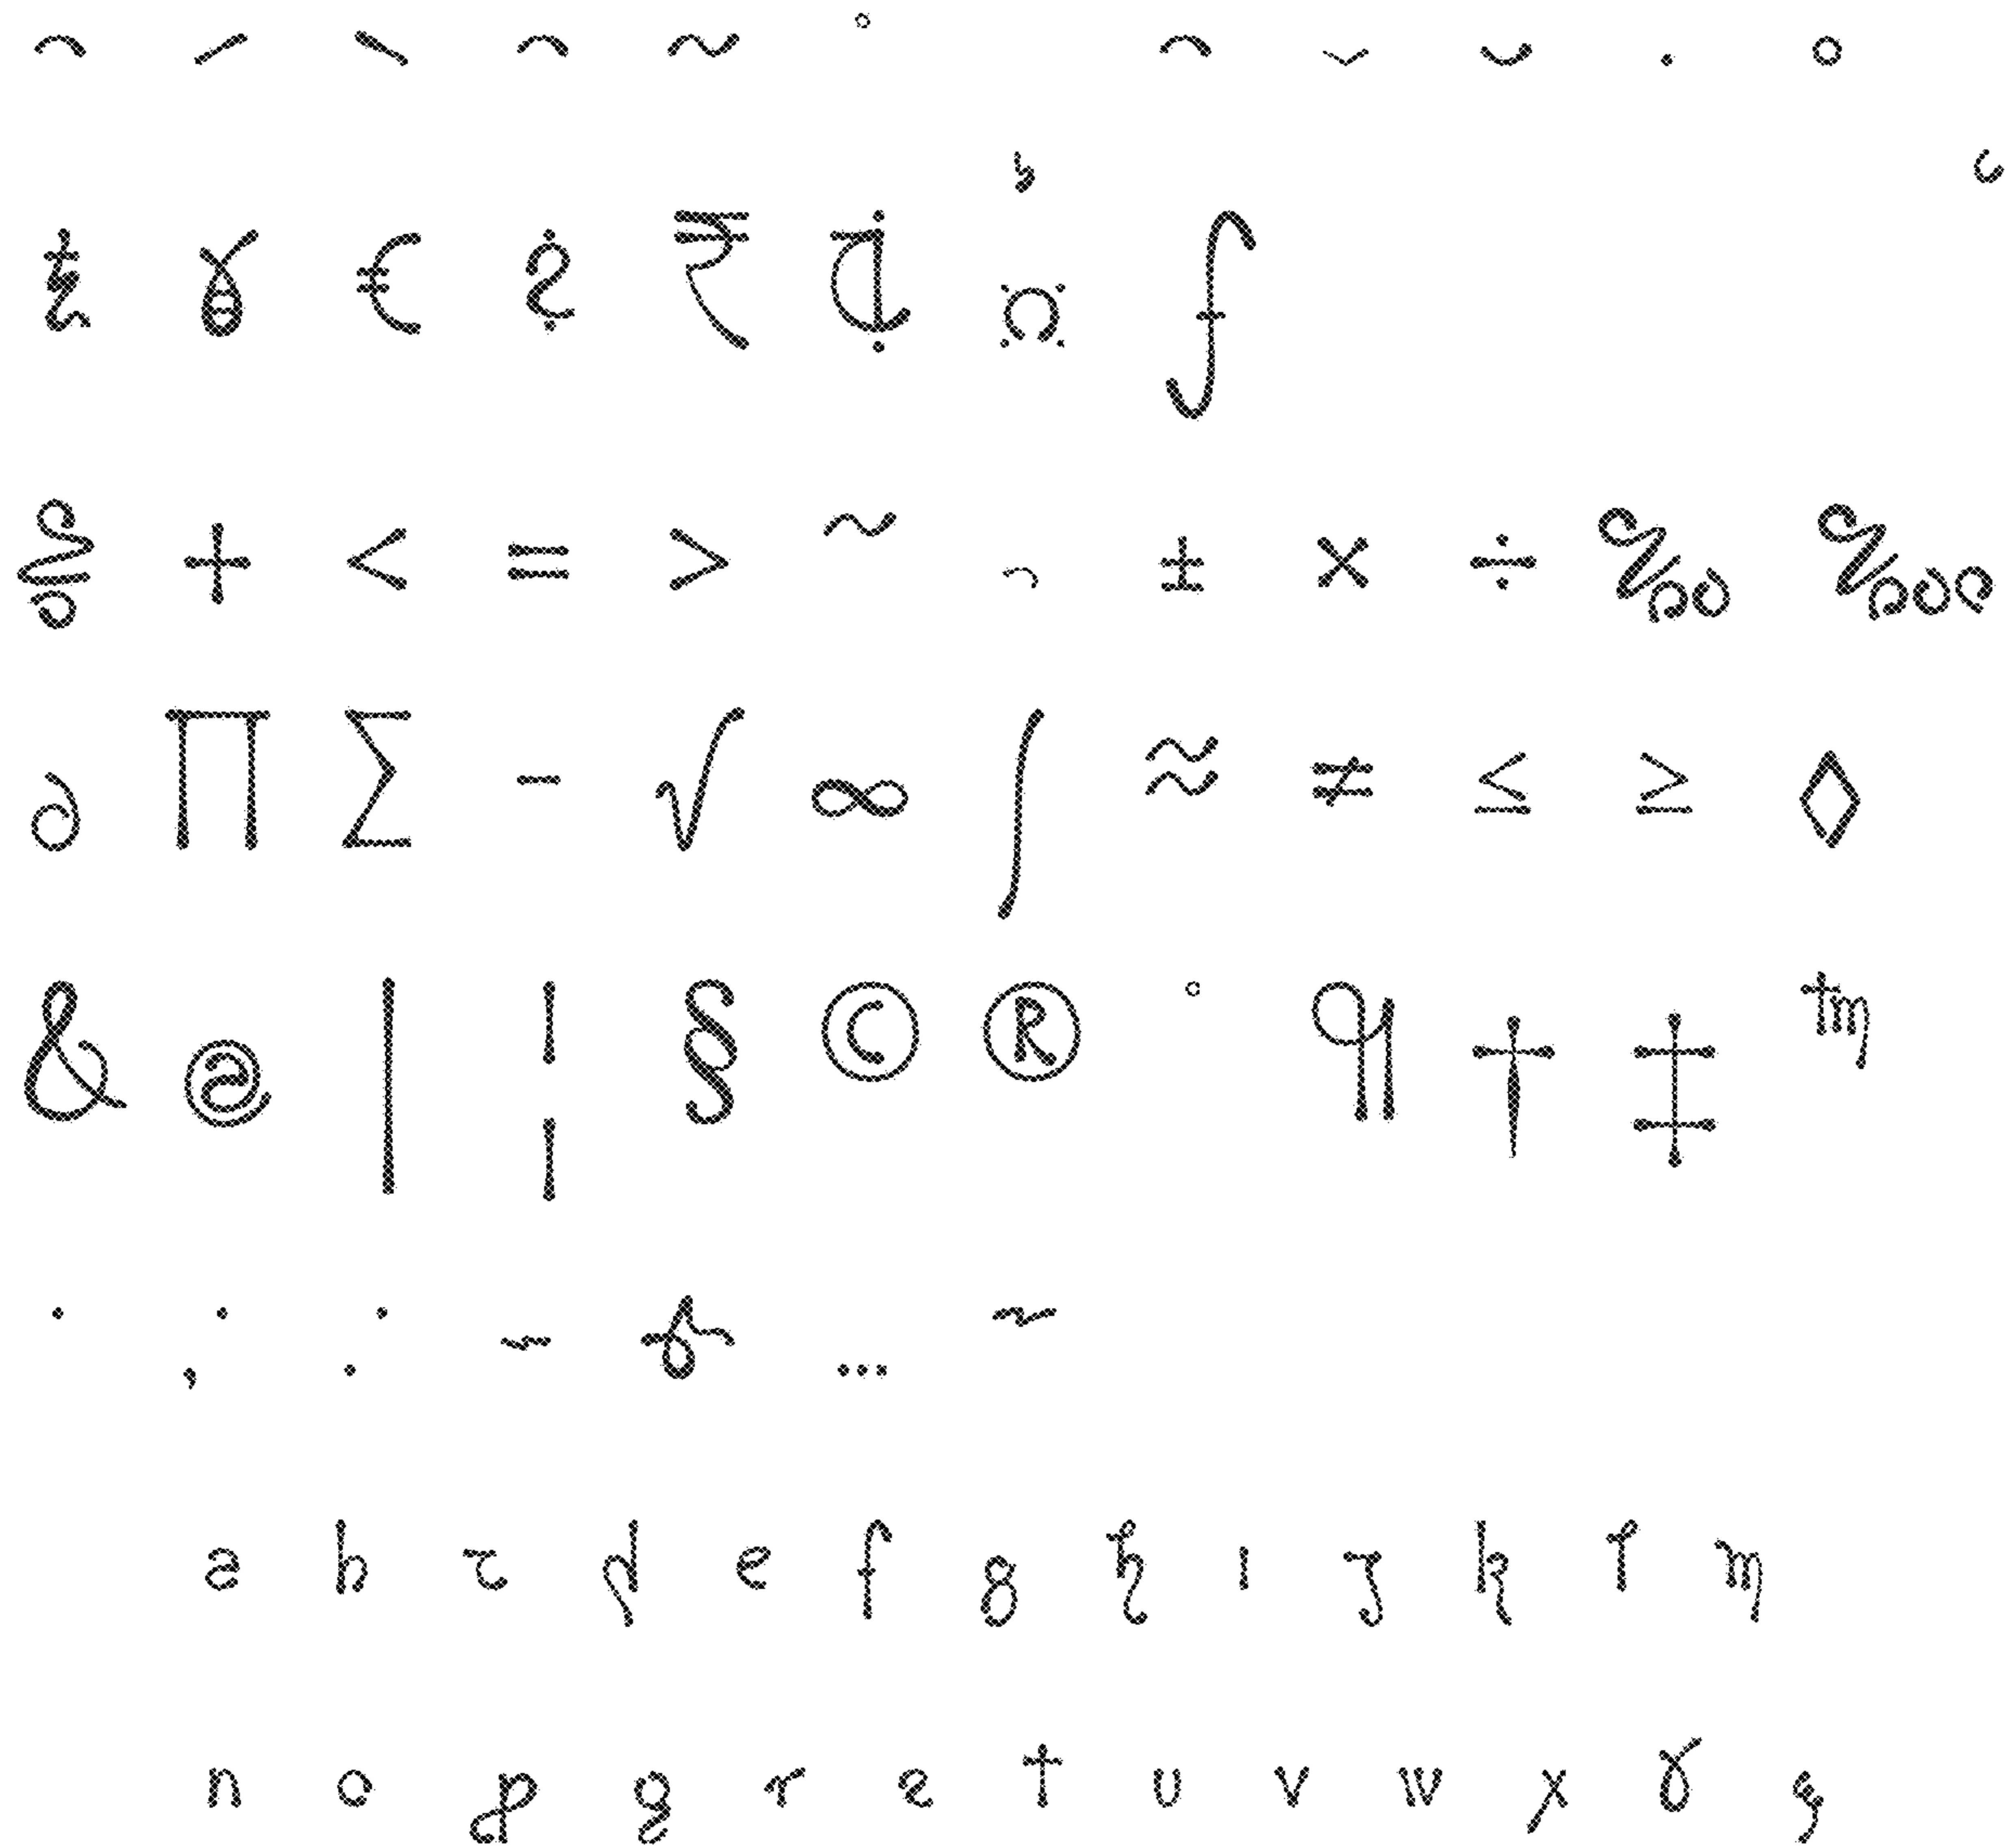 ˆ ´ ` ˆ ˜ ° ˆ ˇ ˘ ˙ ˚
£ ¥ € $ ₹ ¢ ¤ ƒ
% + < = > ~ ¬ ± × ÷ ‰
∂ ∏ ∑ − √ ∞ ∫ ≈ ≠ ≤ ≥ ◊
& @ | ¦ § © ® ° ¶ † ‡ ™
· ; : - … ~
a b c d e f g h i j k l m
n o p q r s t u v w x y z